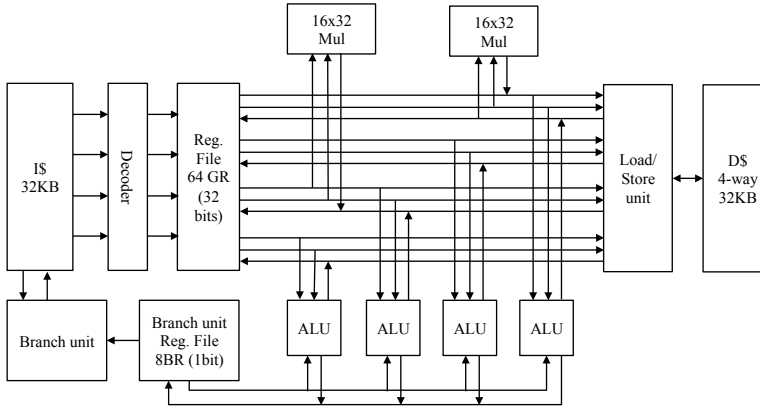 16x32
Mul
16x32
Mul
I$
32KB
Decoder
Reg.
File
64 GR
(32
bits)
Load/
Store
unit
D$
4-way
32KB
Branch unit
Branch unit
Reg. File
8BR (1bit)
ALU
ALU
ALU
ALU